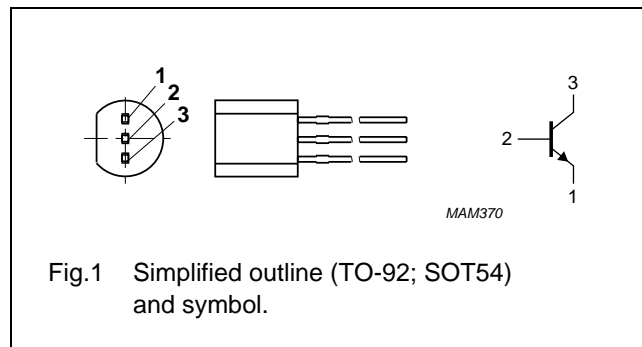 1
2
3
3
2
1
MAM370
Fig.1 Simplified outline (TO-92; SOT54)
and symbol.